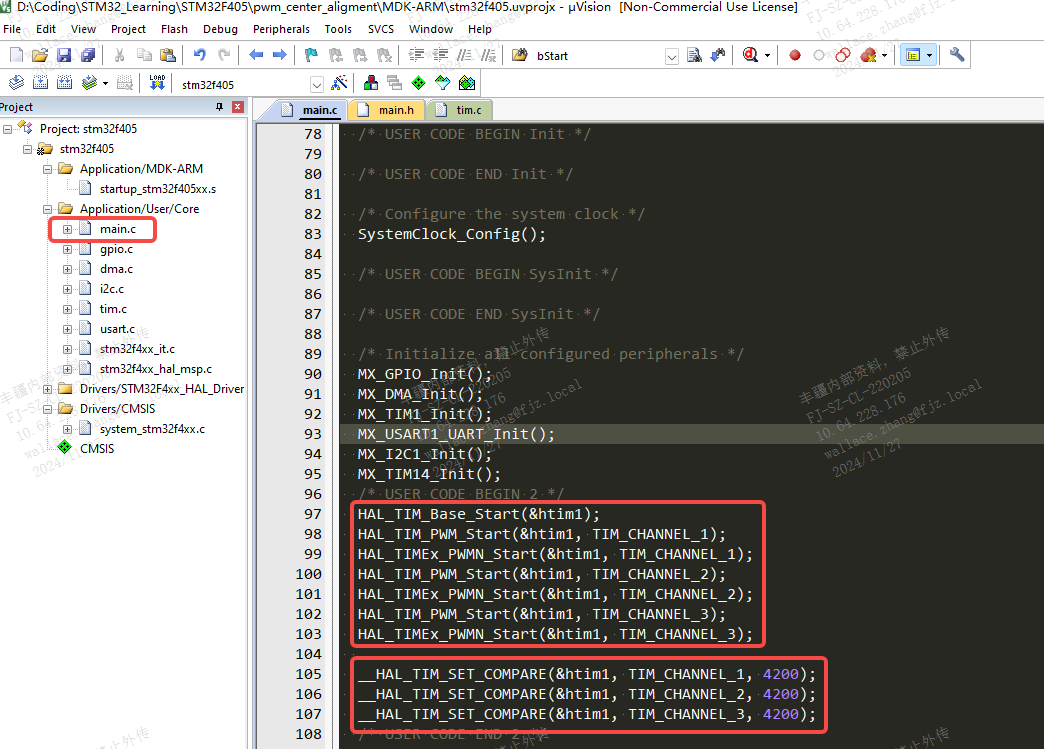 D:\Coding\STM32_Learning\STM32F405\pwm_center_aligment\MDK-ARM\stm32f405.uvprojx - µVision  [Non-Commercial Use License]
File Edit View Project Flash Debug Peripherals Tools SVCS Window Help
bStart
LOAD
stm32f405
Project
main.c main.h tim.c
Project: stm32f405
stm32f405
Application/MDK-ARM
startup_stm32f405xx.s
Application/User/Core
main.c
gpio.c
dma.c
i2c.c
tim.c
usart.c
stm32f4xx_it.c
stm32f4xx_hal_msp.c
Drivers/STM32F4xx_HAL_Driver
Drivers/CMSIS
system_stm32f4xx.c
CMSIS
78 /* USER CODE BEGIN Init */
79
80 /* USER CODE END Init */
81
82 /* Configure the system clock */
83 SystemClock_Config();
84
85 /* USER CODE BEGIN SysInit */
86
87 /* USER CODE END SysInit */
88
89 /* Initialize all configured peripherals */
90 MX_GPIO_Init();
91 MX_DMA_Init();
92 MX_TIM1_Init();
93 MX_USART1_UART_Init();
94 MX_I2C1_Init();
95 MX_TIM14_Init();
96 /* USER CODE BEGIN 2 */
97 HAL_TIM_Base_Start(&htim1);
98 HAL_TIM_PWM_Start(&htim1, TIM_CHANNEL_1);
99 HAL_TIMEx_PWMN_Start(&htim1, TIM_CHANNEL_1);
100 HAL_TIM_PWM_Start(&htim1, TIM_CHANNEL_2);
101 HAL_TIMEx_PWMN_Start(&htim1, TIM_CHANNEL_2);
102 HAL_TIM_PWM_Start(&htim1, TIM_CHANNEL_3);
103 HAL_TIMEx_PWMN_Start(&htim1, TIM_CHANNEL_3);
104
105 __HAL_TIM_SET_COMPARE(&htim1, TIM_CHANNEL_1, 4200);
106 __HAL_TIM_SET_COMPARE(&htim1, TIM_CHANNEL_2, 4200);
107 __HAL_TIM_SET_COMPARE(&htim1, TIM_CHANNEL_3, 4200);
108 /* USER CODE END 2 */
丰疆内部资料，禁止外传
FJ-SZ-CL-220205
10.64.228.176
wallace.zhang@fjz.local
2024/11/27